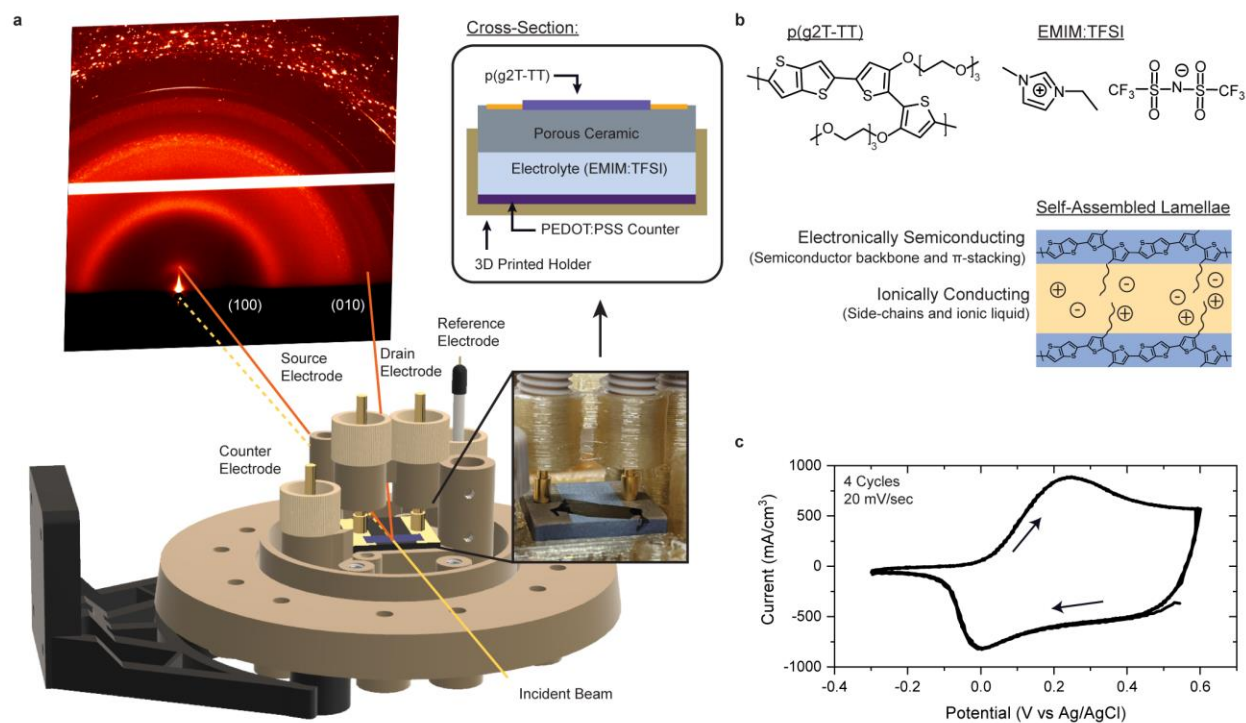 a
Cross-Section:
p(g2T-TT)
Porous Ceramic
Electrolyte (EMIM:TFSI)
PEDOT:PSS Counter
3D Printed Holder
(100)
(010)
Source
Electrode
Drain
Electrode
Reference
Electrode
Counter
Electrode
Incident Beam
b
p(g2T-TT)
EMIM:TFSI
S
S
S
S
O
O
3
O
O
3
N
⊕
N
O
O
⊖
CF3
S
N
S
CF3
O
O
Self-Assembled Lamellae
Electronically Semiconducting
(Semiconductor backbone and π-stacking)
Ionically Conducting
(Side-chains and ionic liquid)
c
4 Cycles
20 mV/sec
1000
500
0
-500
-1000
Current (mA/cm³)
-0.4
-0.2
0.0
0.2
0.4
0.6
Potential (V vs Ag/AgCl)